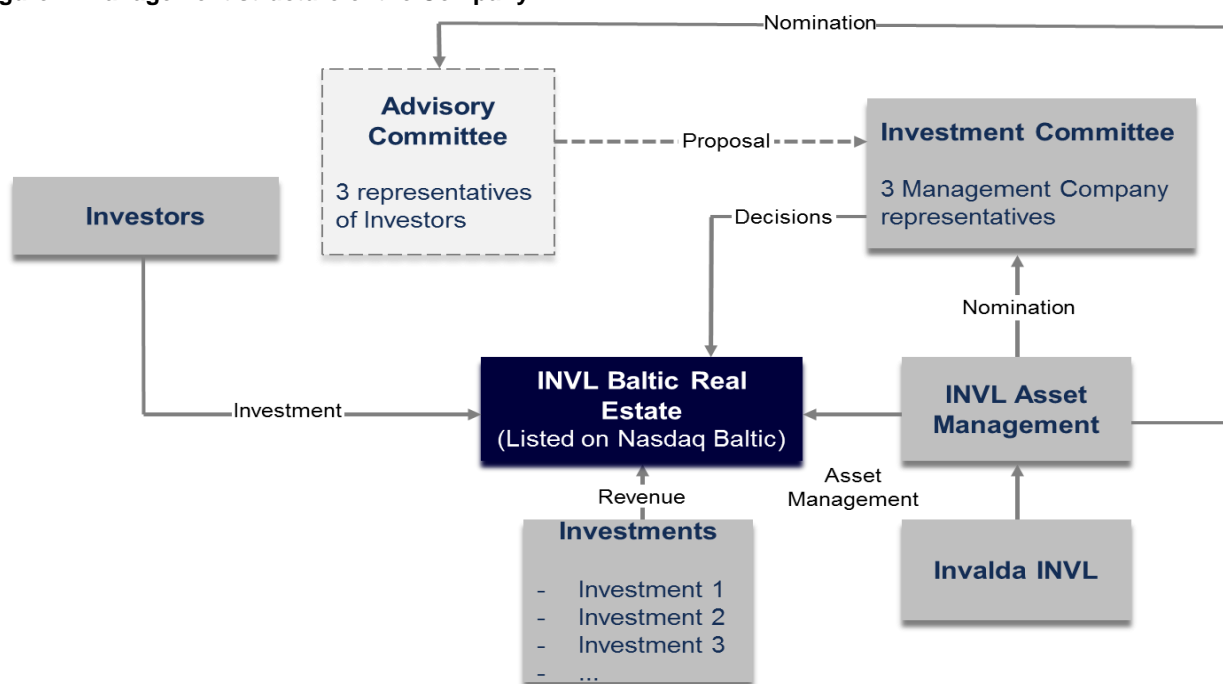 Nomination
Advisory
Committee
3 representatives
of Investors
Proposal
Investment Committee
3 Management Company
representatives
Investors
Decisions
Nomination
INVL Baltic Real
Estate
(Listed on Nasdaq Baltic)
INVL Asset
Management
Investment
Asset
Management
Revenue
Investments
- Investment 1
- Investment 2
- Investment 3
- ...
Invalda INVL